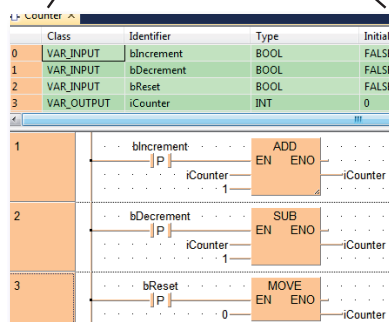 Counter ×
Class Identifier Type Initial
0 VAR_INPUT bIncrement BOOL FALSE
1 VAR_INPUT bDecrement BOOL FALSE
2 VAR_INPUT bReset BOOL FALSE
3 VAR_OUTPUT iCounter INT 0
1
bIncrement ADD
P EN ENO
iCounter iCounter
1
2
bDecrement SUB
P EN ENO
iCounter iCounter
1
3
bReset MOVE
P EN ENO
0 iCounter